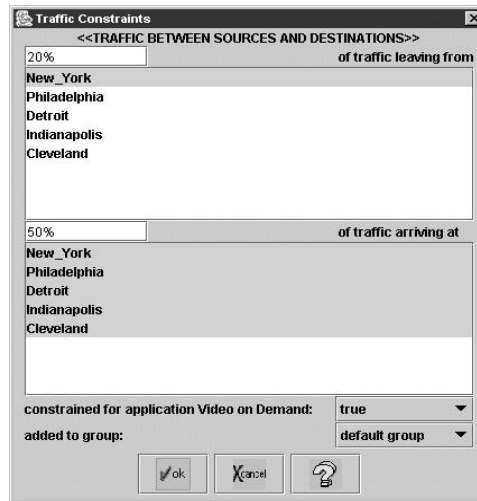 Traffic Constraints
<<TRAFFIC BETWEEN SOURCES AND DESTINATIONS>>
20% of traffic leaving from
New_York
Philadelphia
Detroit
Indianapolis
Cleveland
50% of traffic arriving at
New_York
Philadelphia
Detroit
Indianapolis
Cleveland
constrained for application Video on Demand: true
added to group: default group
ok Xcancel ?